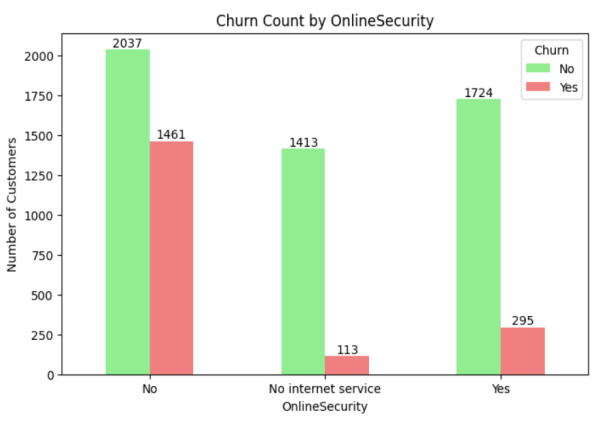 Churn Count by OnlineSecurity
Churn
No
Yes
Number of Customers
2000
1750
1500
1250
1000
750
500
250
0
2037
1461
1413
113
1724
295
No
No internet service
Yes
OnlineSecurity